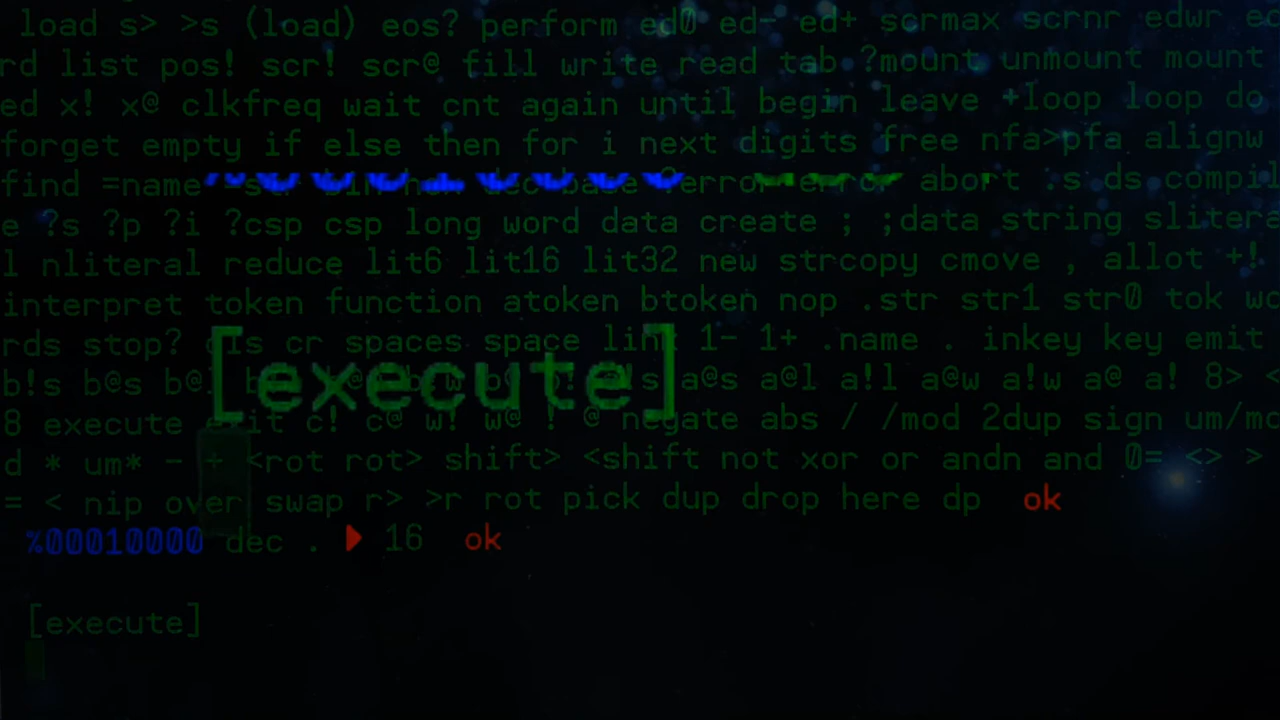 load s> >s (load) eos? perform ed0 ed- ed+ scrmax scrnr edwr
rd list pos! scr! scr@ fill write read tab ?mount unmount mount
ed x! x@ clkfreq wait cnt again until begin leave +loop loop do
forget empty if else then for i next digits free nfa>pfa alignw
find =name abort .s ds compil
e ?s ?p ?i ?csp csp long word data create ; ;data string slitera
l nliteral reduce lit6 lit16 lit32 new strcopy cmove , allot +!
interpret token function atoken btoken nop .str str1 str0 tok wo
rds stop? cr spaces space 1- 1+ .name . inkey key emit
[execute]
b!s b@s a@s a@l a!l a@w a!w a@ a! 8> <
8 execute c! c@ w! w@ ! @ negate abs / /mod 2dup sign um/mo
d * um* - + <rot rot> shift> <shift not xor or andn and 0= <> >
= < nip over swap r> >r rot pick dup drop here dp ok
%00010000 dec . 16 ok
[execute]